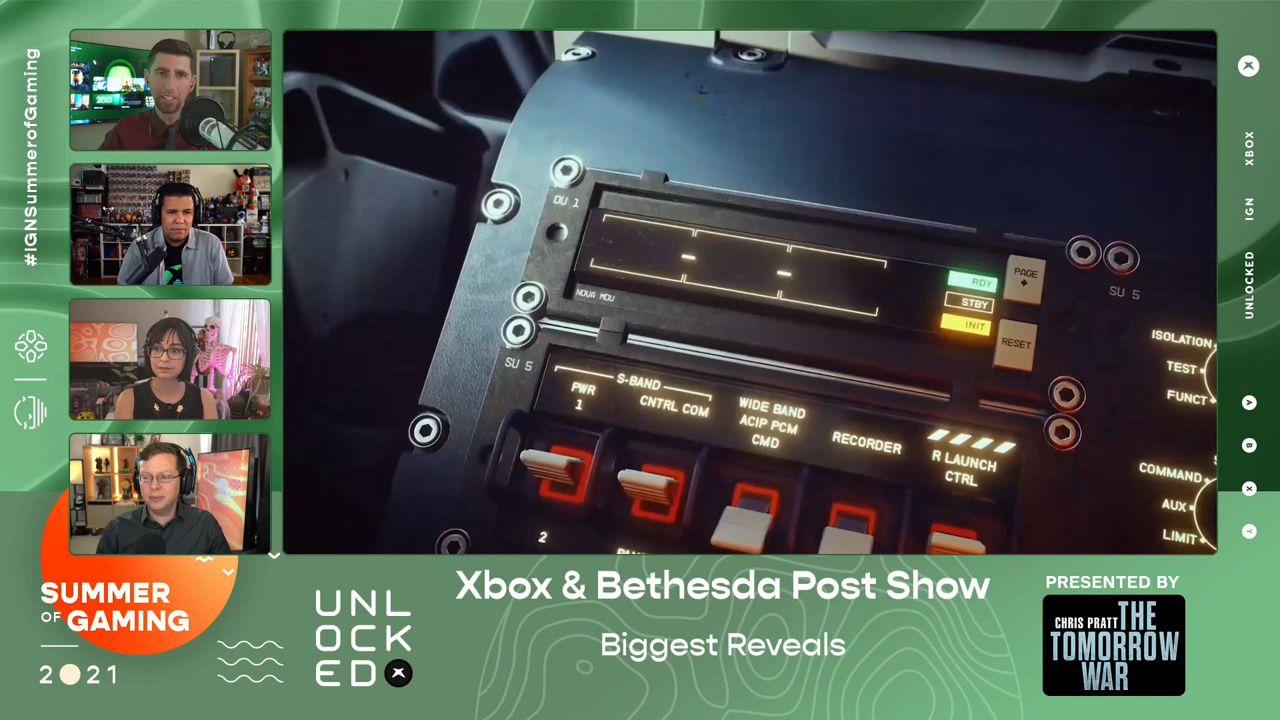 #IGNSummerofGaming
SUMMER
OF GAMING
2021
UNL
OCK
ED
Xbox & Bethesda Post Show
Biggest Reveals
PRESENTED BY
CHRIS PRATT THE
TOMORROW
WAR
XBOX
IGN
UNLOCKED
A
B
X
Y
SU 5
NOVA MDU
RDY
STBY
INIT
PAGE
RESET
SU 5
S-BAND
PWR
1
CNTRL COM
WIDE BAND
ACIP PCM
CMD
RECORDER
R LAUNCH
CTRL
2
ISOLATION
TEST
FUNCT
COMMAND
AUX
LIMIT